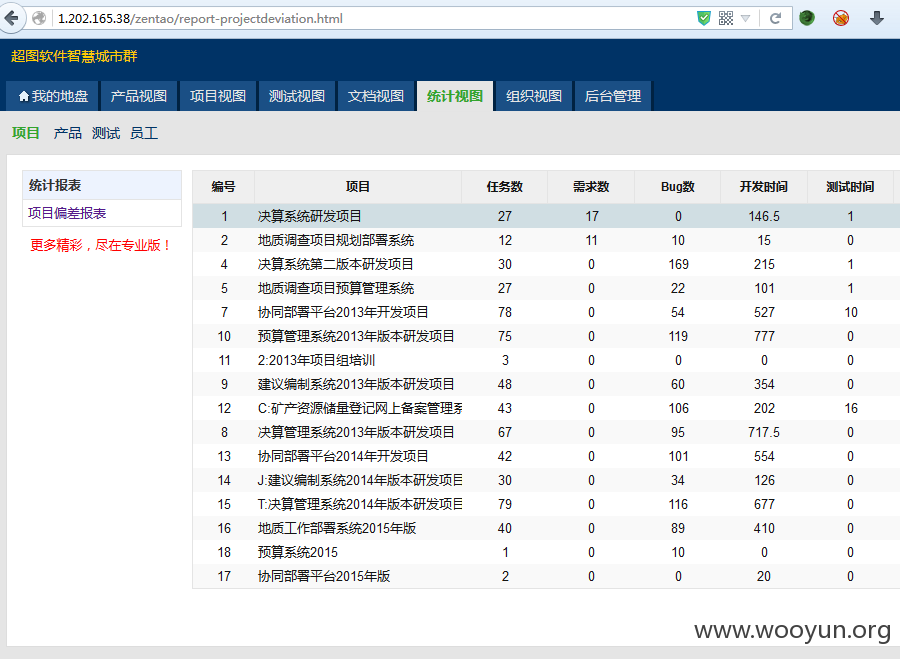 1.202.165.38/zentao/report-projectdeviation.html
超图软件智慧城市群
我的地盘 产品视图 项目视图 测试视图 文档视图 统计视图 组织视图 后台管理
项目 产品 测试 员工
统计报表
项目偏差报表
更多精彩，尽在专业版！
编号 项目 任务数 需求数 Bug数 开发时间 测试时间
1 决算系统研发项目 27 17 0 146.5 1
2 地质调查项目规划部署系统 12 11 10 15 0
4 决算系统第二版本研发项目 30 0 169 215 1
5 地质调查项目预算管理系统 27 0 22 101 1
7 协同部署平台2013年开发项目 78 0 54 527 10
10 预算管理系统2013年版本研发项目 75 0 119 777 0
11 2:2013年项目组培训 3 0 0 0 0
9 建议编制系统2013年版本研发项目 48 0 60 354 0
12 C:矿产资源储量登记网上备案管理系 43 0 106 202 16
8 决算管理系统2013年版本研发项目 67 0 95 717.5 0
13 协同部署平台2014年开发项目 42 0 101 554 0
14 J:建议编制系统2014年版本研发项目 30 0 34 126 0
15 T:决算管理系统2014年版本研发项目 79 0 116 677 0
16 地质工作部署系统2015年版 40 0 89 410 0
18 预算系统2015 1 0 10 0 0
17 协同部署平台2015年版 2 0 0 20 0
www.wooyun.org